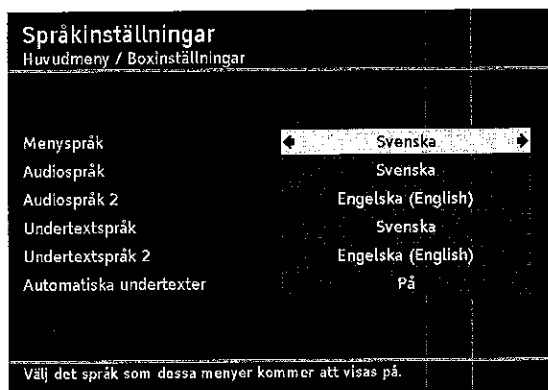 Språkinställningar
Huvudmeny / Boxinställningar
Menyspråk Svenska
Audiospråk Svenska
Audiospråk 2 Engelska (English)
Undertextspråk Svenska
Undertextspråk 2 Engelska (English)
Automatiska undertexter På
Välj det språk som dessa menyer kommer att visas på.